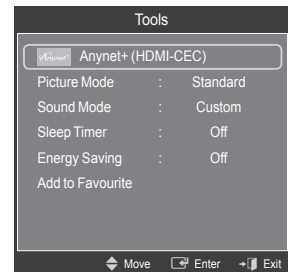 Tools
Anynet+ Anynet+ (HDMI-CEC)
Picture Mode : Standard
Sound Mode : Custom
Sleep Timer : Off
Energy Saving : Off
Add to Favourite
Move Enter Exit